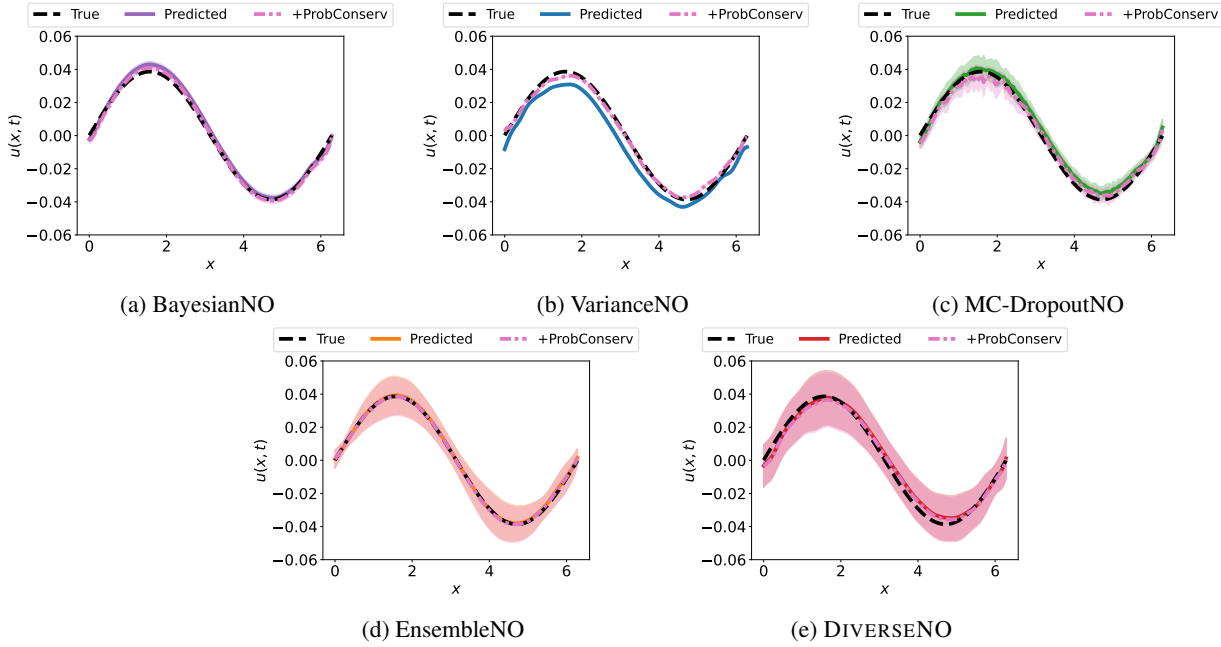 True Predicted +ProbConserv
True Predicted +ProbConserv
True Predicted +ProbConserv
0.06
0.04
0.02
0.00
−0.02
−0.04
−0.06
u(x, t)
0 2 4 6
x
0.06
0.04
0.02
0.00
−0.02
−0.04
−0.06
u(x, t)
0 2 4 6
x
0.06
0.04
0.02
0.00
−0.02
−0.04
−0.06
u(x, t)
0 2 4 6
x
(a) BayesianNO
(b) VarianceNO
(c) MC-DropoutNO
True Predicted +ProbConserv
True Predicted +ProbConserv
0.06
0.04
0.02
0.00
−0.02
−0.04
−0.06
u(x, t)
0 2 4 6
x
0.06
0.04
0.02
0.00
−0.02
−0.04
−0.06
u(x, t)
0 2 4 6
x
(d) EnsembleNO
(e) DIVERSENO